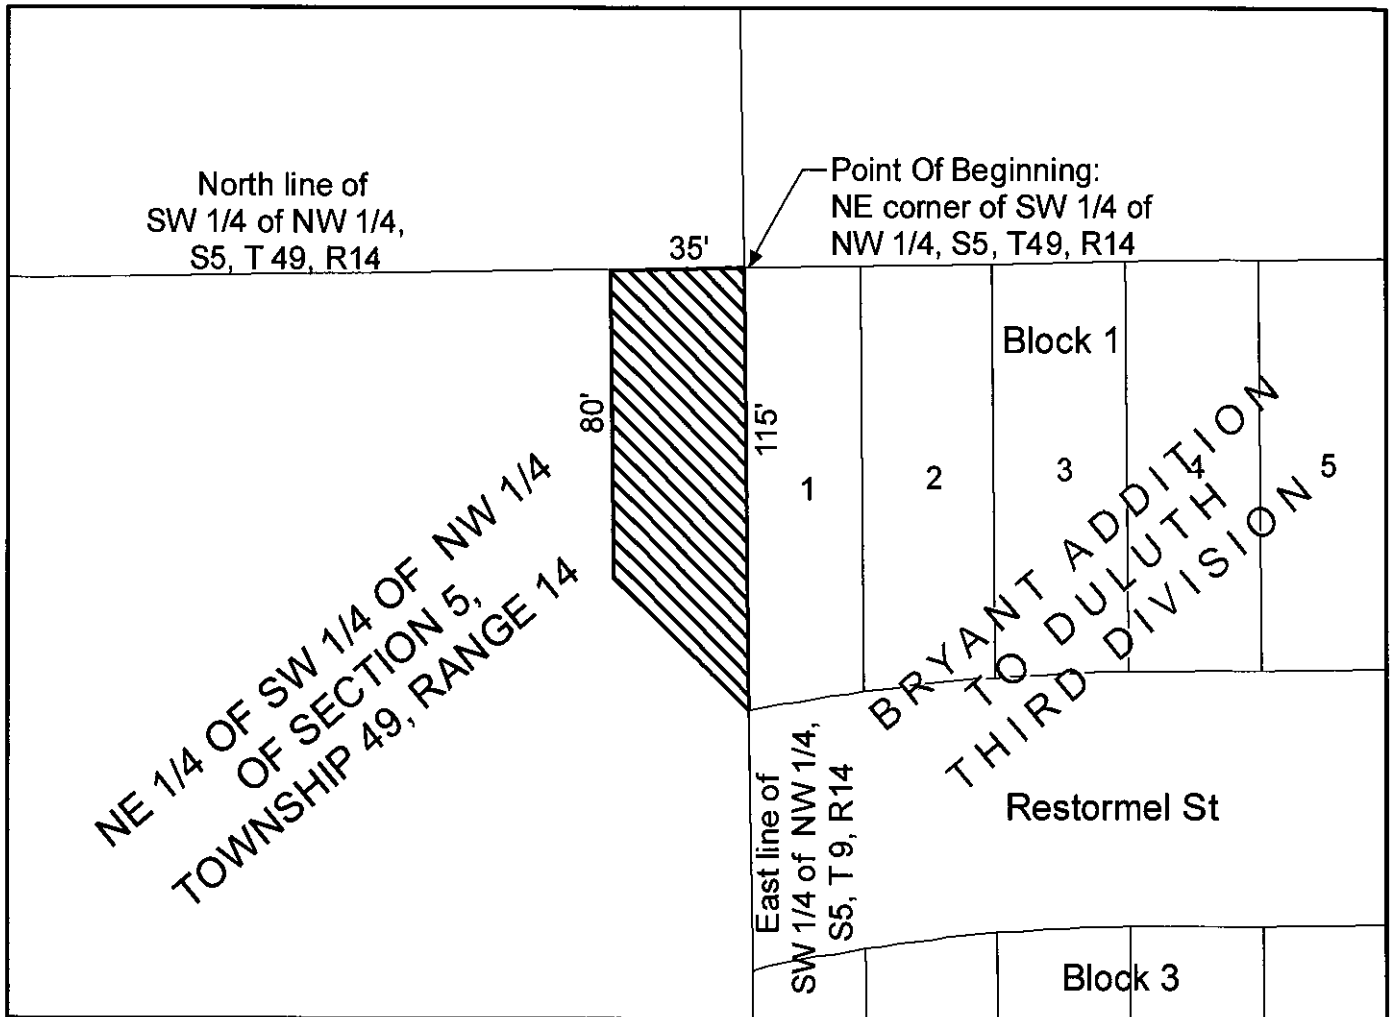 North line of
SW 1/4 of NW 1/4,
S5, T 49, R14
Point Of Beginning:
NE corner of SW 1/4 of
NW 1/4, S5, T49, R14
35'
80'
115'
Block 1
1
2
3
4
5
BRYANT ADDITION
TO DULUTH
THIRD DIVISION
NE 1/4 OF SW 1/4 OF NW 1/4
OF SECTION 5,
TOWNSHIP 49, RANGE 14
East line of
SW 1/4 of NW 1/4,
S5, T 9, R14
Restormel St
Block 3